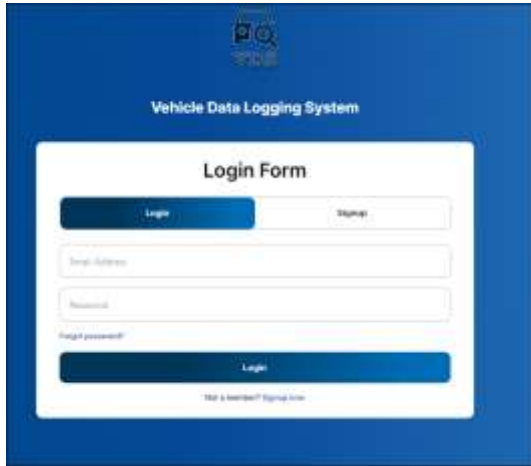 Vehicle Data Logging System
Login Form
Login Signup
Email Address
Password
Forgot password?
Login
Not a member? Signup now